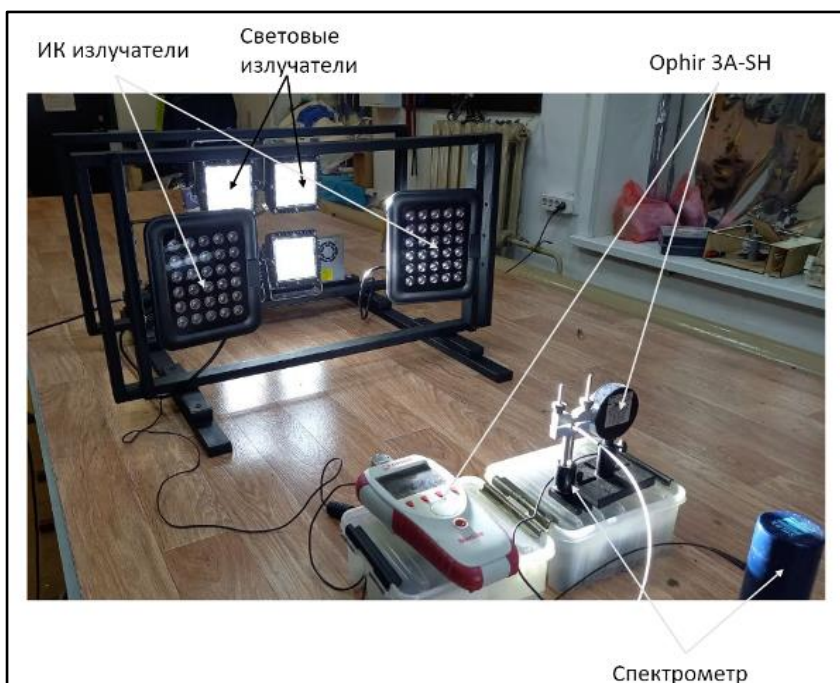 ИК излучатели
Световые
излучатели
Ophir 3A-SH
Спектрометр